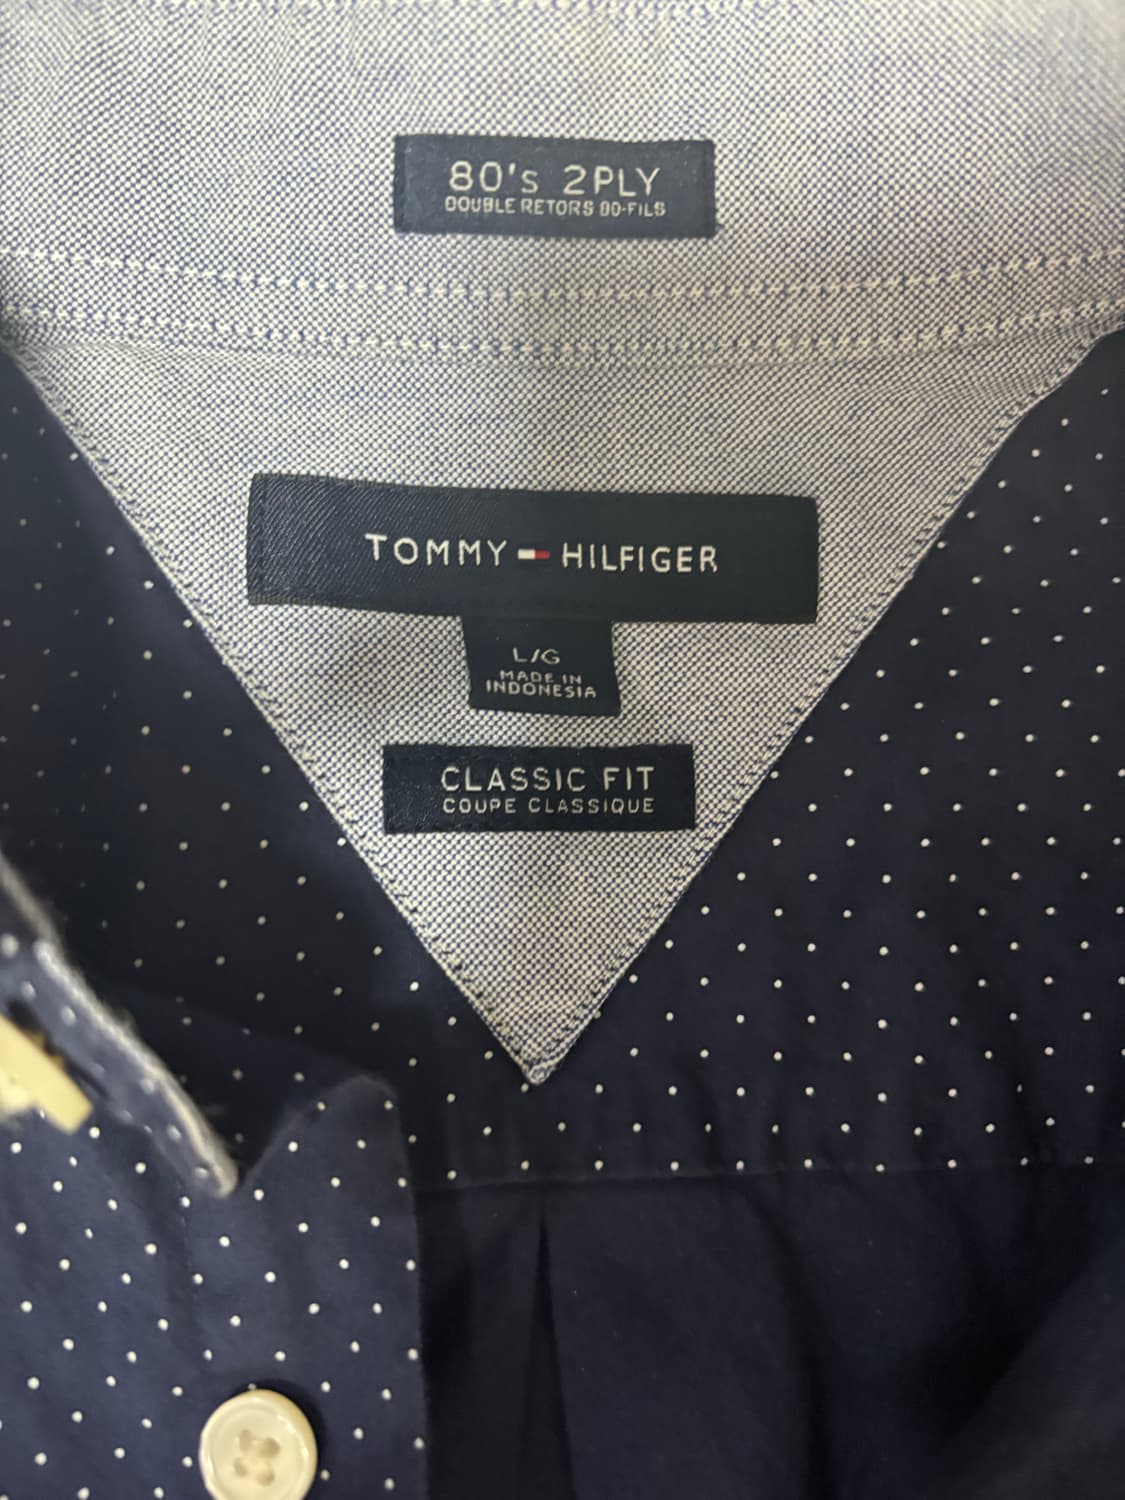 80's 2PLY
DOUBLE RETORS 80-FILS
TOMMY HILFIGER
L/G
MADE IN
INDONESIA
CLASSIC FIT
COUPE CLASSIQUE